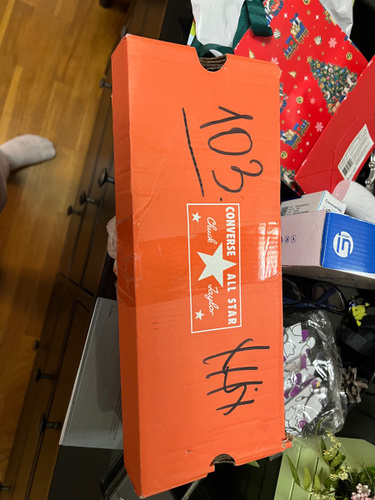 103.
CONVERSE ALL STAR
Chuck Taylor